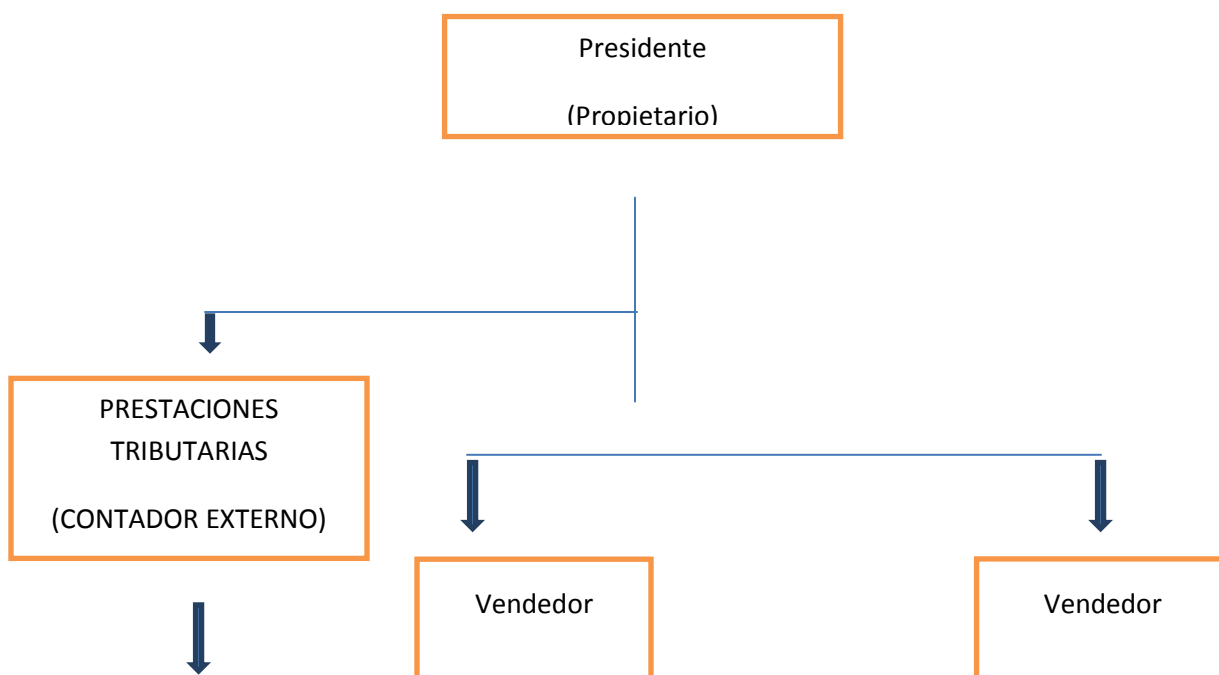 Presidente
(Propietario)
PRESTACIONES
TRIBUTARIAS
(CONTADOR EXTERNO)
Vendedor
Vendedor